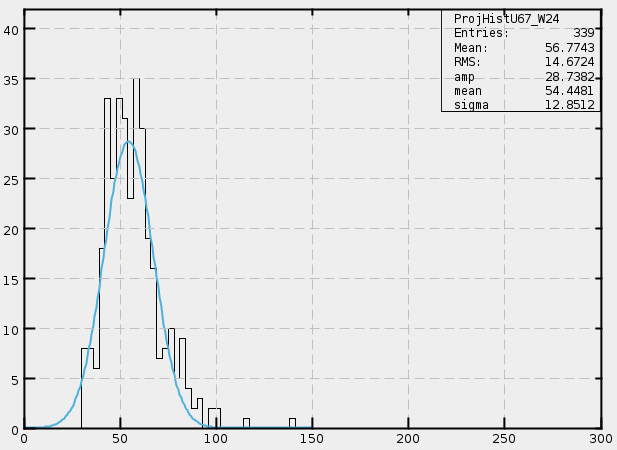 ProjHistU67_W24
Entries: 339
Mean: 56.7743
RMS: 14.6724
amp 28.7382
mean 54.4481
sigma 12.8512
40
35
30
25
20
15
10
5
0
0 50 100 150 200 250 300